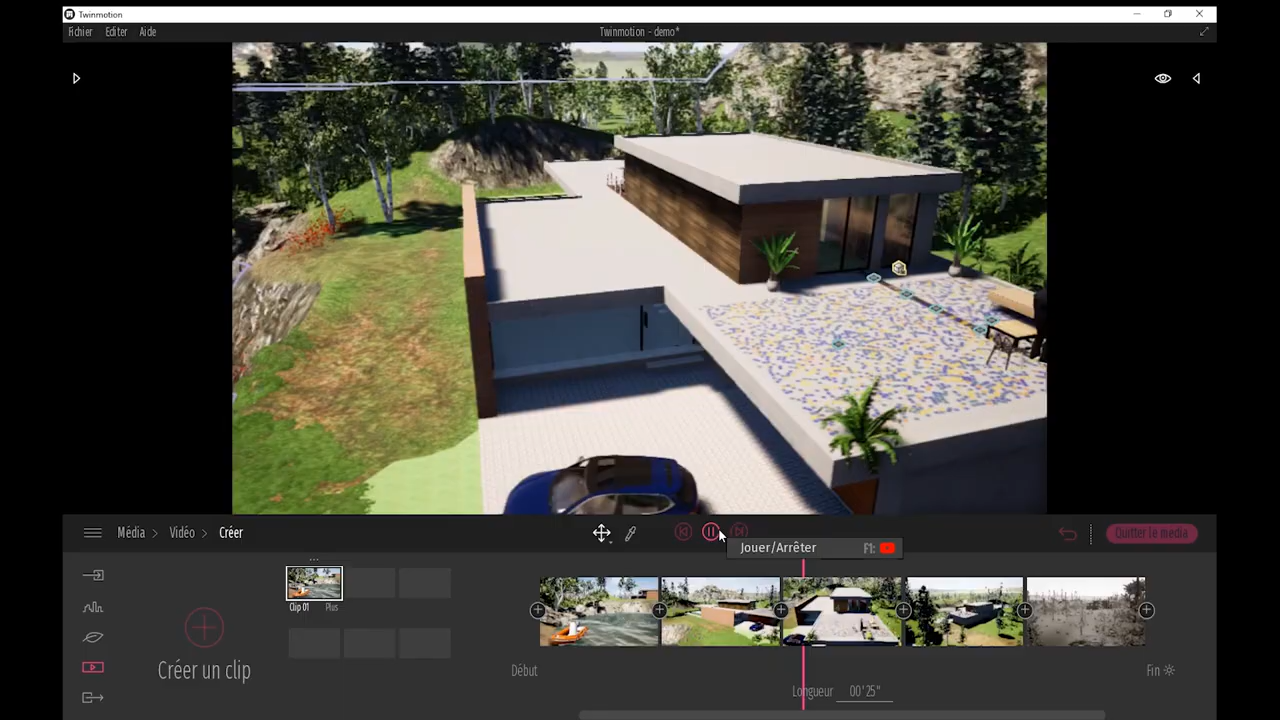 Twinmotion
Fichier Editer Aide
Twinmotion - demo*
Média > Vidéo > Créer
Quitter le media
Jouer/Arrêter F1:
Clip 01 Plus
Créer un clip
Début
Fin
Longueur 00'25"